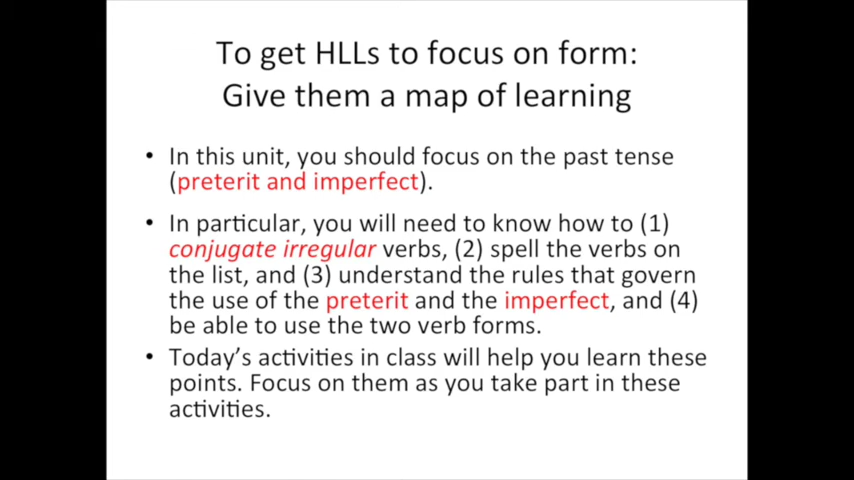 To get HLLs to focus on form:
Give them a map of learning
• In this unit, you should focus on the past tense
(preterit and imperfect).
• In particular, you will need to know how to (1)
conjugate irregular verbs, (2) spell the verbs on
the list, and (3) understand the rules that govern
the use of the preterit and the imperfect, and (4)
be able to use the two verb forms.
• Today’s activities in class will help you learn these
points. Focus on them as you take part in these
activities.